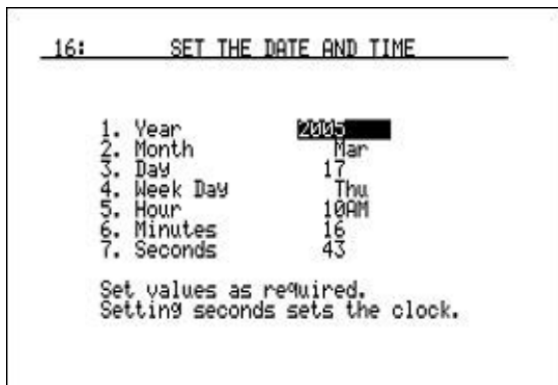 16: SET THE DATE AND TIME
1. Year 2005
2. Month Mar
3. Day 17
4. Week Day Thu
5. Hour 10AM
6. Minutes 16
7. Seconds 43
Set values as required.
Setting seconds sets the clock.